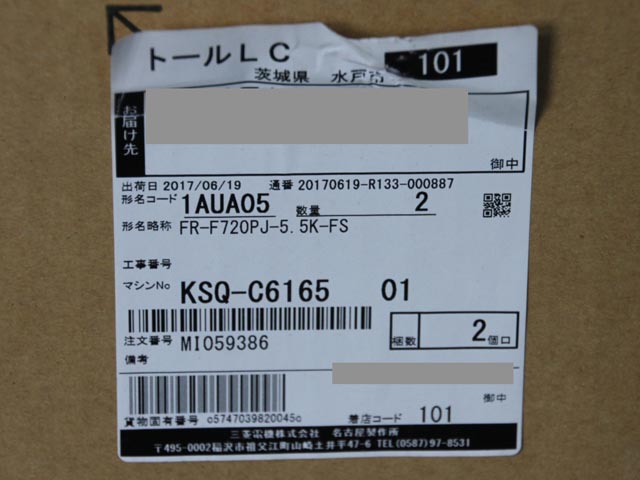 トールLC 101
茨城県 水戸市
お届け先
御中
出荷日 2017/06/19 通番 20170619-R133-000887
形名コード 1AUA05 数量 2
形名略称 FR-F720PJ-5.5K-FS
工事番号
マシンNo KSQ-C6165 01
注文番号 MI059386 梱数 2個口
備考
御中
貨物固有番号 c5747039820045c 着店コード 101
三菱電機株式会社 名古屋製作所
〒495-0002稲沢市祖父江町山崎土井平47-6 TEL(0587)97-8531